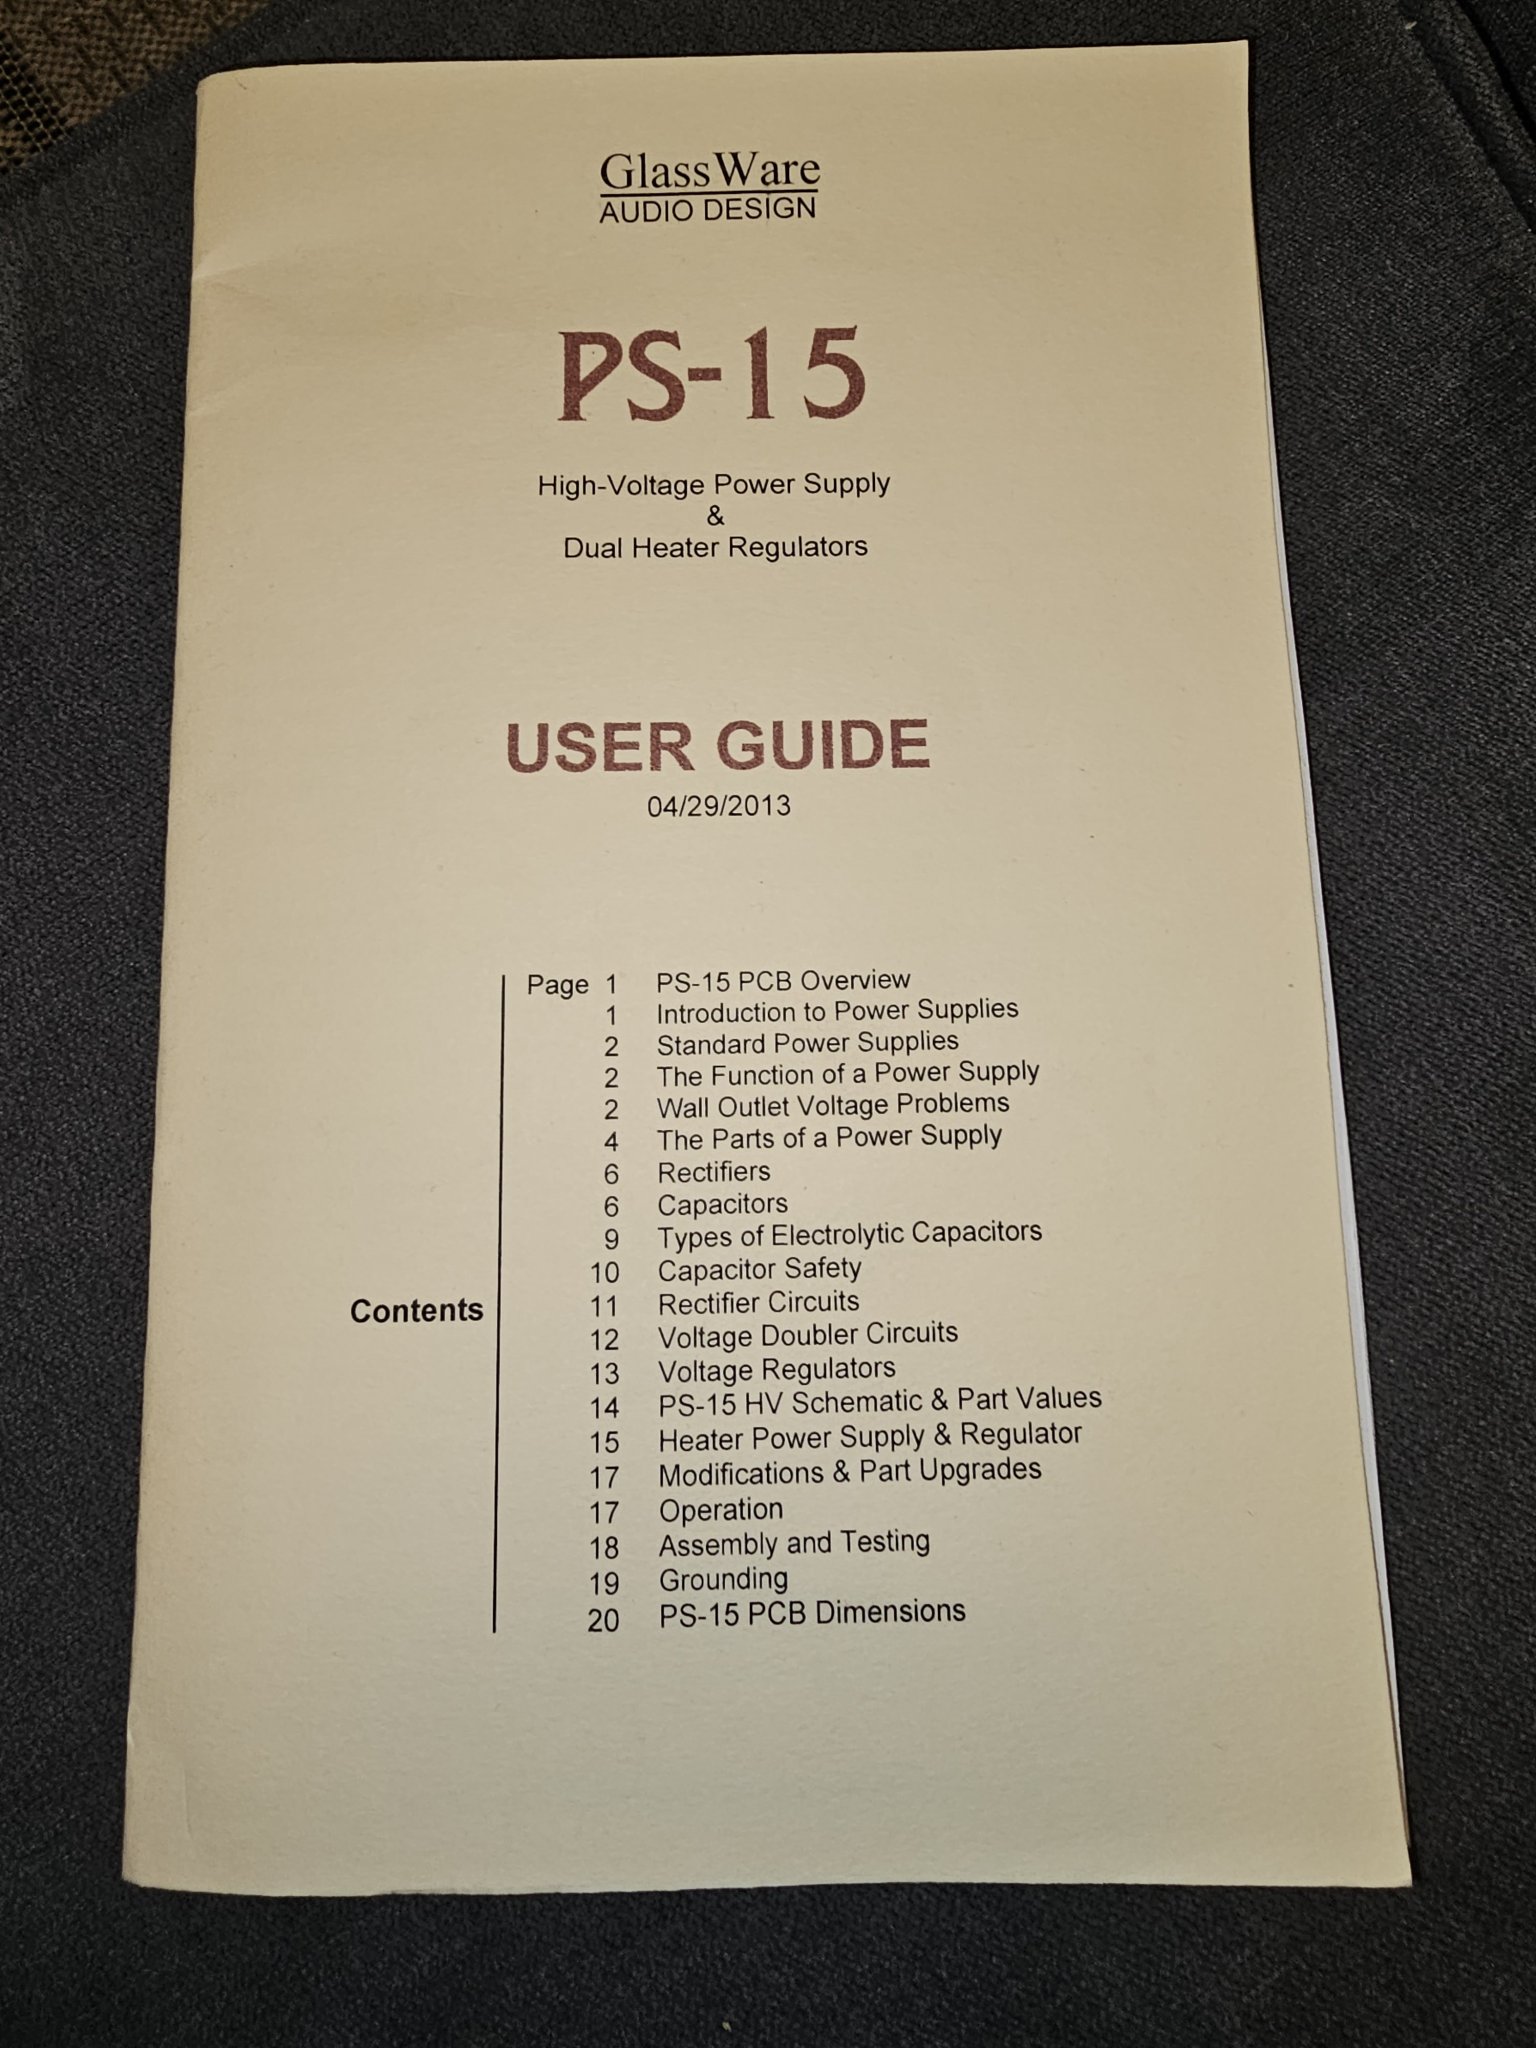 GlassWare
AUDIO DESIGN
PS-15
High-Voltage Power Supply
&
Dual Heater Regulators
USER GUIDE
04/29/2013
Contents
Page 1 PS-15 PCB Overview
1 Introduction to Power Supplies
2 Standard Power Supplies
2 The Function of a Power Supply
2 Wall Outlet Voltage Problems
4 The Parts of a Power Supply
6 Rectifiers
6 Capacitors
9 Types of Electrolytic Capacitors
10 Capacitor Safety
11 Rectifier Circuits
12 Voltage Doubler Circuits
13 Voltage Regulators
14 PS-15 HV Schematic & Part Values
15 Heater Power Supply & Regulator
17 Modifications & Part Upgrades
17 Operation
18 Assembly and Testing
19 Grounding
20 PS-15 PCB Dimensions